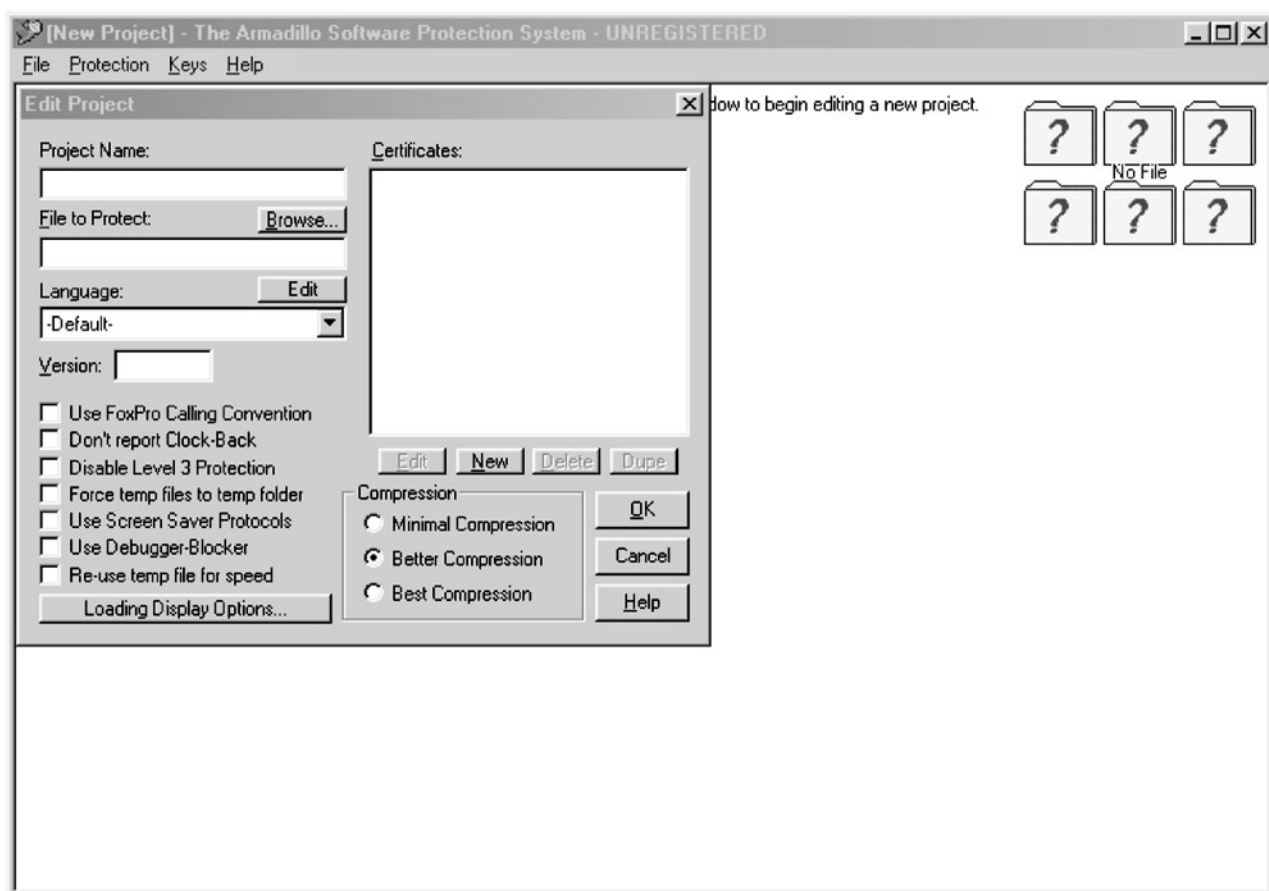 [New Project] - The Armadillo Software Protection System - UNREGISTERED
File Protection Keys Help
Edit Project
dow to begin editing a new project.
? ? ?
No File
? ? ?
Project Name:
File to Protect:
Browse...
Language:
Edit
-Default-
Version:
Use FoxPro Calling Convention
Don't report Clock-Back
Disable Level 3 Protection
Force temp files to temp folder
Use Screen Saver Protocols
Use Debugger-Blocker
Re-use temp file for speed
Loading Display Options...
Certificates:
Edit New Delete Dupe
Compression
Minimal Compression
Better Compression
Best Compression
OK
Cancel
Help